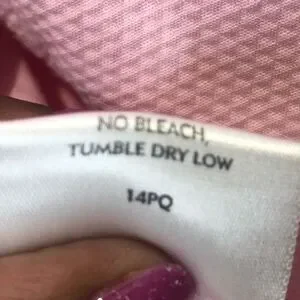 NO BLEACH,
TUMBLE DRY LOW
14PQ